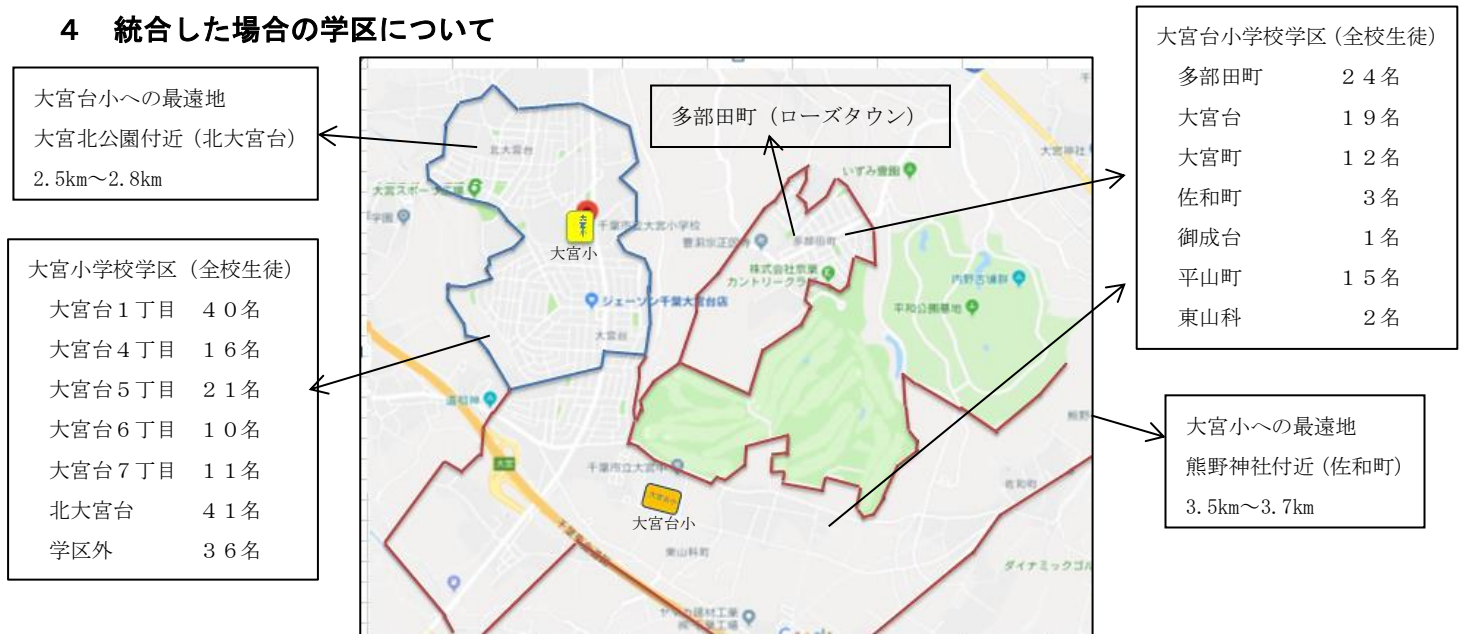 ４　統合した場合の学区について
大宮台小への最遠地
大宮北公園付近（北大宮台）
2.5km～2.8km
大宮小学校学区（全校生徒）
大宮台１丁目　４０名
大宮台４丁目　１６名
大宮台５丁目　２１名
大宮台６丁目　１０名
大宮台７丁目　１１名
北大宮台　４１名
学区外　３６名
多部田町（ローズタウン）
北大宮台
千葉市立大宮小学校
大宮小
ジェーソン千葉大宮台店
大宮台
いずみ霊園
大宮神社
多部田町
株式会社京葉
カントリークラブ
内野古墳群
平和公園墓地
道祖神
大宮
千葉市立大宮中
大宮台小
東山科町
佐和町
熊野
千葉東金道路
ダイナミックゴル
大宮台小学校学区（全校生徒）
多部田町　２４名
大宮台　１９名
大宮町　１２名
佐和町　３名
御成台　１名
平山町　１５名
東山科　２名
大宮小への最遠地
熊野神社付近（佐和町）
3.5km～3.7km